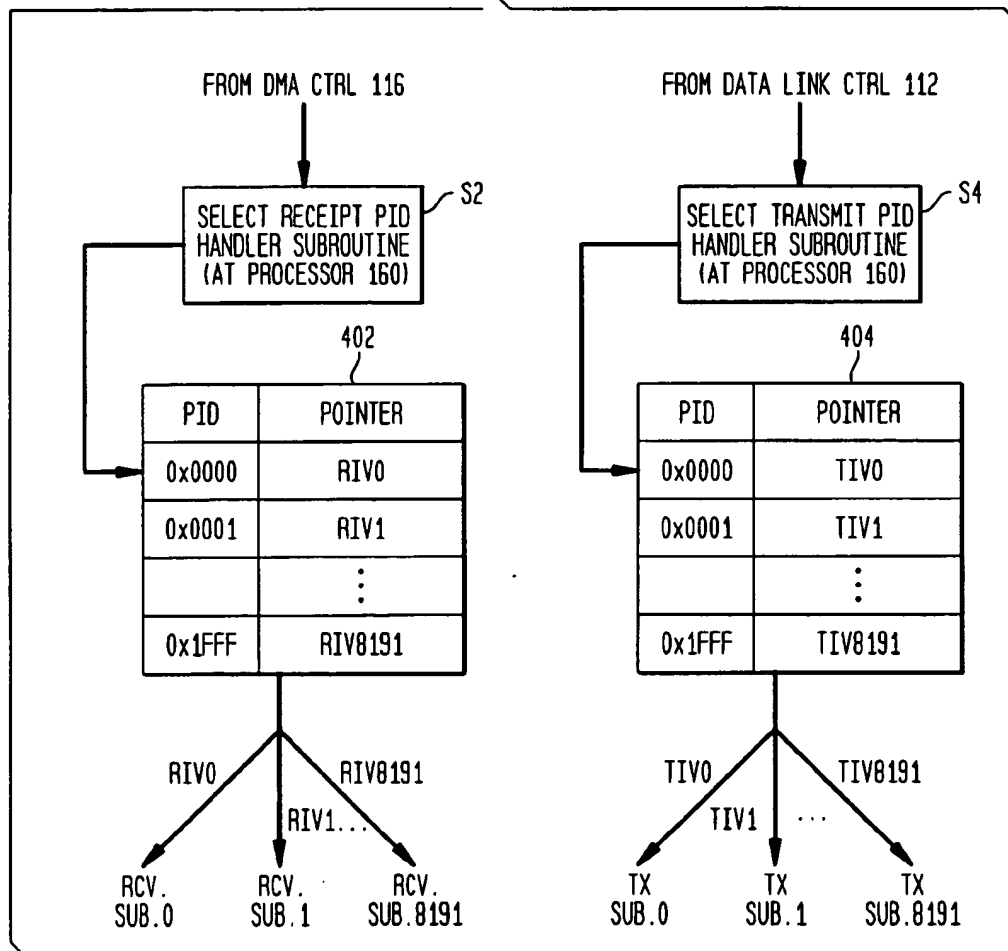 FROM DMA CTRL 116
S2
SELECT RECEIPT PID
HANDLER SUBROUTINE
(AT PROCESSOR 160)
402
PID POINTER
0x0000 RIV0
0x0001 RIV1
⋮
0x1FFF RIV8191
RIV0 RIV1... RIV8191
RCV. SUB.0
RCV. SUB.1
RCV. SUB.8191
FROM DATA LINK CTRL 112
S4
SELECT TRANSMIT PID
HANDLER SUBROUTINE
(AT PROCESSOR 160)
404
PID POINTER
0x0000 TIV0
0x0001 TIV1
⋮
0x1FFF TIV8191
TIV0 TIV1 ... TIV8191
TX SUB.0
TX SUB.1
TX SUB.8191